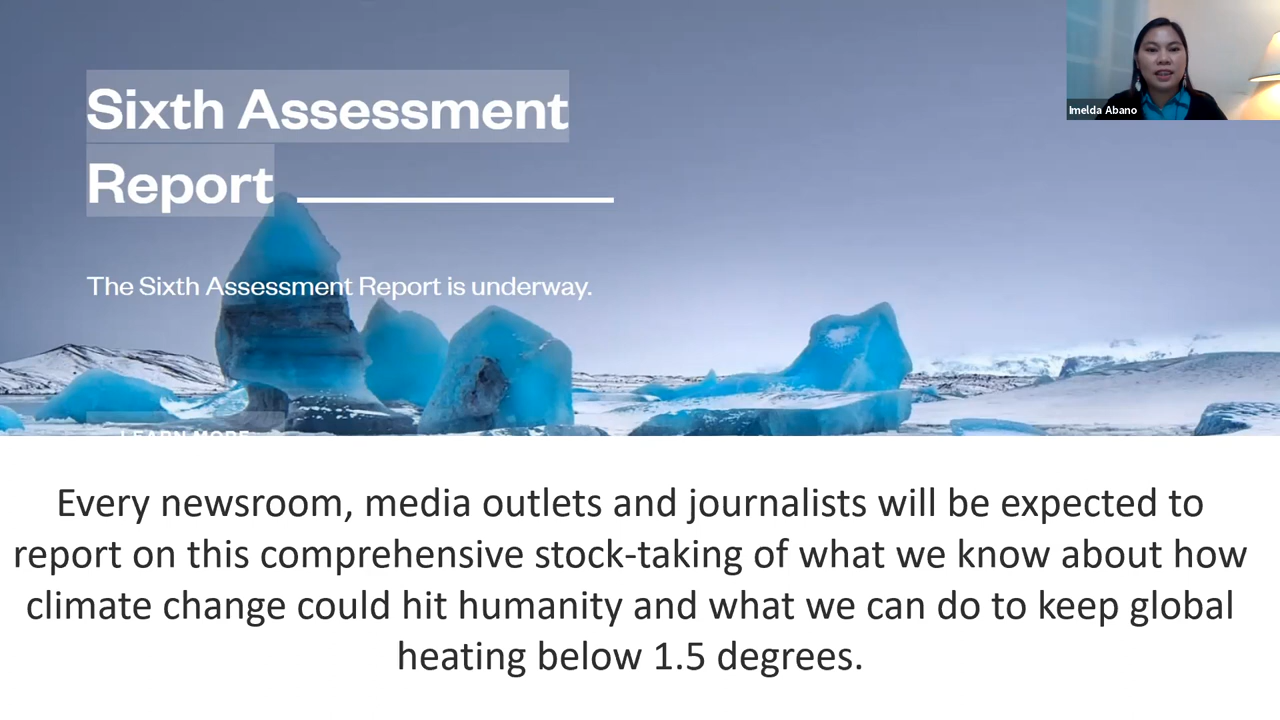 Sixth Assessment
Report
The Sixth Assessment Report is underway.
LEARN MORE
Imelda Abano
Every newsroom, media outlets and journalists will be expected to
report on this comprehensive stock-taking of what we know about how
climate change could hit humanity and what we can do to keep global
heating below 1.5 degrees.